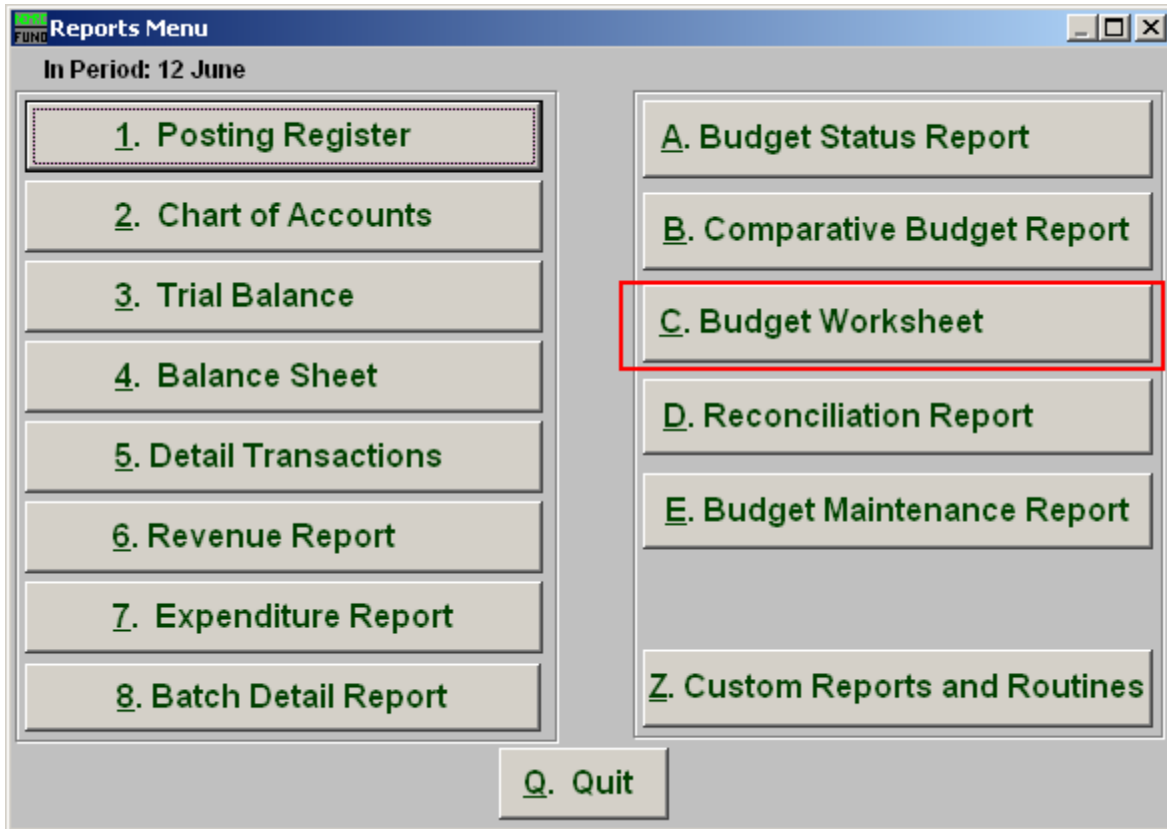 FUND Reports Menu
In Period: 12 June
1. Posting Register
2. Chart of Accounts
3. Trial Balance
4. Balance Sheet
5. Detail Transactions
6. Revenue Report
7. Expenditure Report
8. Batch Detail Report
A. Budget Status Report
B. Comparative Budget Report
C. Budget Worksheet
D. Reconciliation Report
E. Budget Maintenance Report
Z. Custom Reports and Routines
Q. Quit